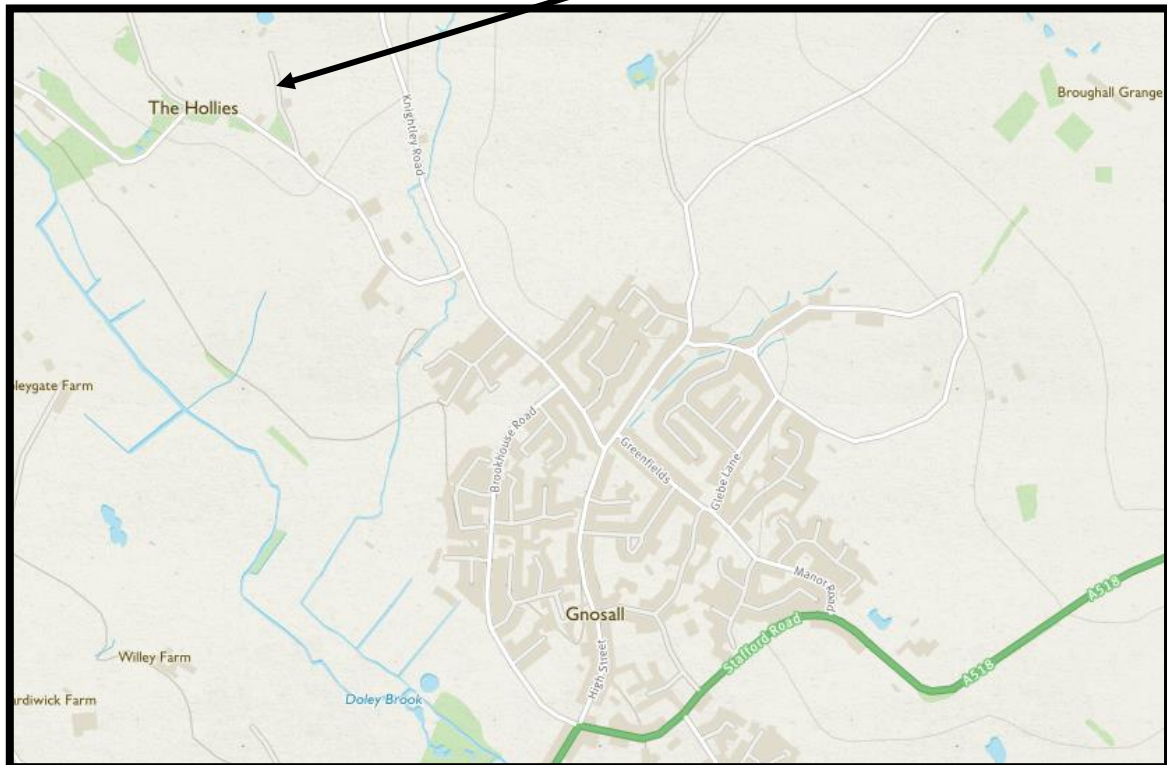 The Hollies
Broughall Grange
Knightley Road
leygate Farm
Brookhouse Road
Greenfields
Glebe Lane
Manor Road
Gnosall
A518
Stafford Road
High Street
A518
Willey Farm
ardiwick Farm
Doley Brook